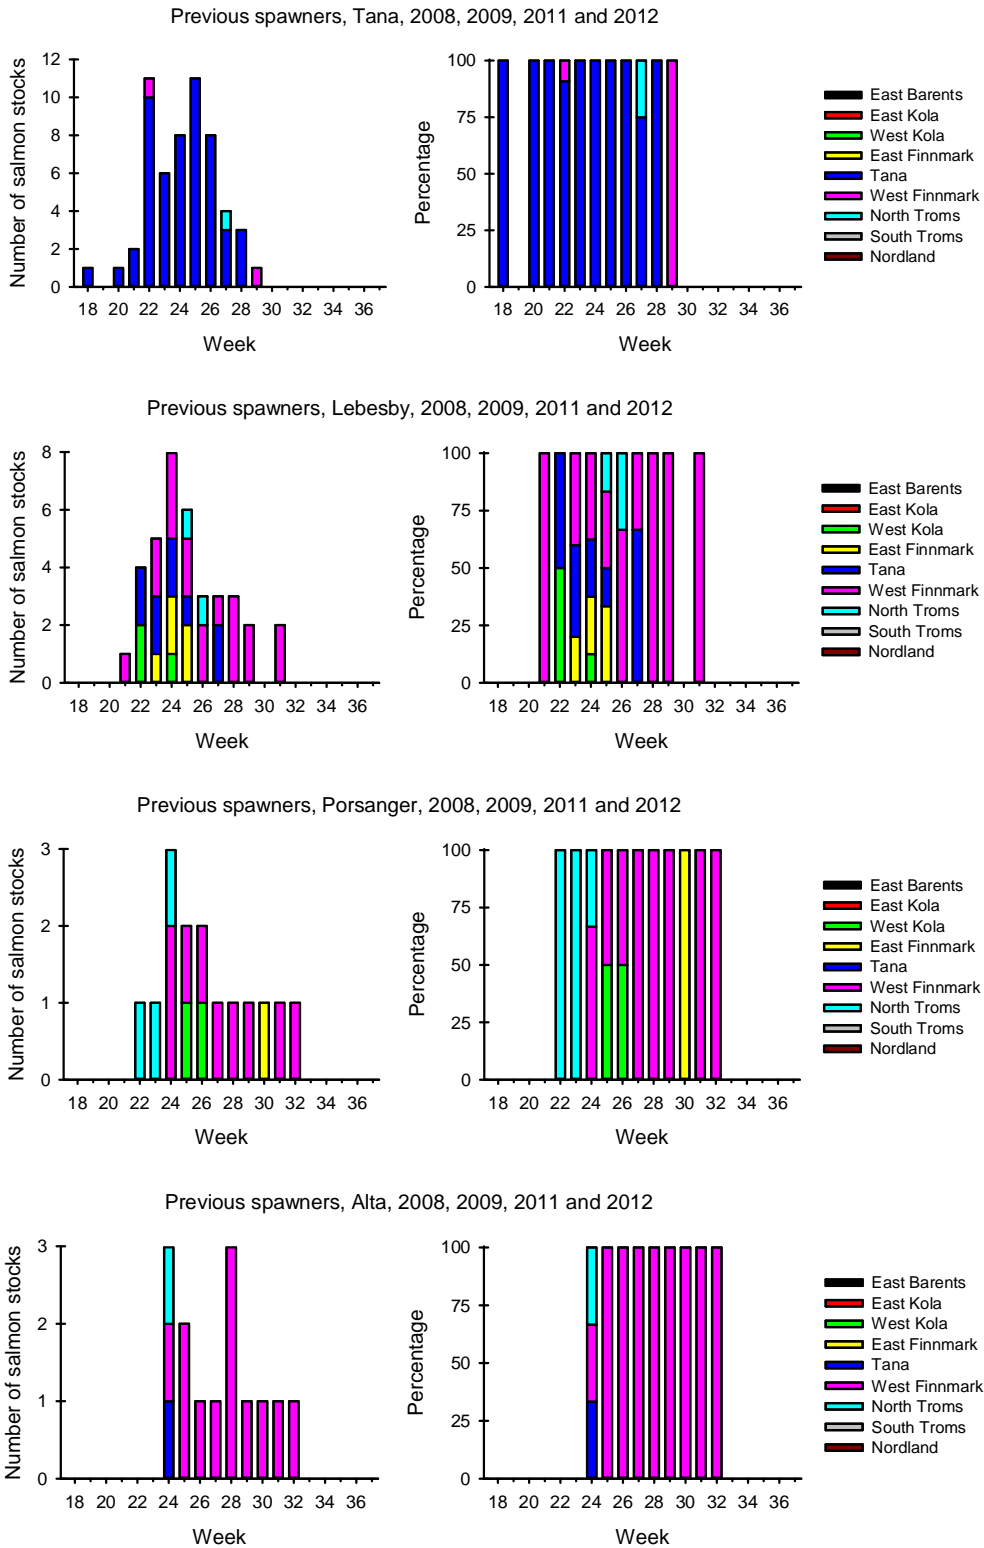 Previous spawners, Tana, 2008, 2009, 2011 and 2012
Number of salmon stocks
12
10
8
6
4
2
0
18 20 22 24 26 28 30 32 34 36
Week
Percentage
100
75
50
25
0
18 20 22 24 26 28 30 32 34 36
Week
East Barents
East Kola
West Kola
East Finnmark
Tana
West Finnmark
North Troms
South Troms
Nordland
Previous spawners, Lebesby, 2008, 2009, 2011 and 2012
Number of salmon stocks
8
6
4
2
0
18 20 22 24 26 28 30 32 34 36
Week
Percentage
100
75
50
25
0
18 20 22 24 26 28 30 32 34 36
Week
East Barents
East Kola
West Kola
East Finnmark
Tana
West Finnmark
North Troms
South Troms
Nordland
Previous spawners, Porsanger, 2008, 2009, 2011 and 2012
Number of salmon stocks
3
2
1
0
18 20 22 24 26 28 30 32 34 36
Week
Percentage
100
75
50
25
0
18 20 22 24 26 28 30 32 34 36
Week
East Barents
East Kola
West Kola
East Finnmark
Tana
West Finnmark
North Troms
South Troms
Nordland
Previous spawners, Alta, 2008, 2009, 2011 and 2012
Number of salmon stocks
3
2
1
0
18 20 22 24 26 28 30 32 34 36
Week
Percentage
100
75
50
25
0
18 20 22 24 26 28 30 32 34 36
Week
East Barents
East Kola
West Kola
East Finnmark
Tana
West Finnmark
North Troms
South Troms
Nordland